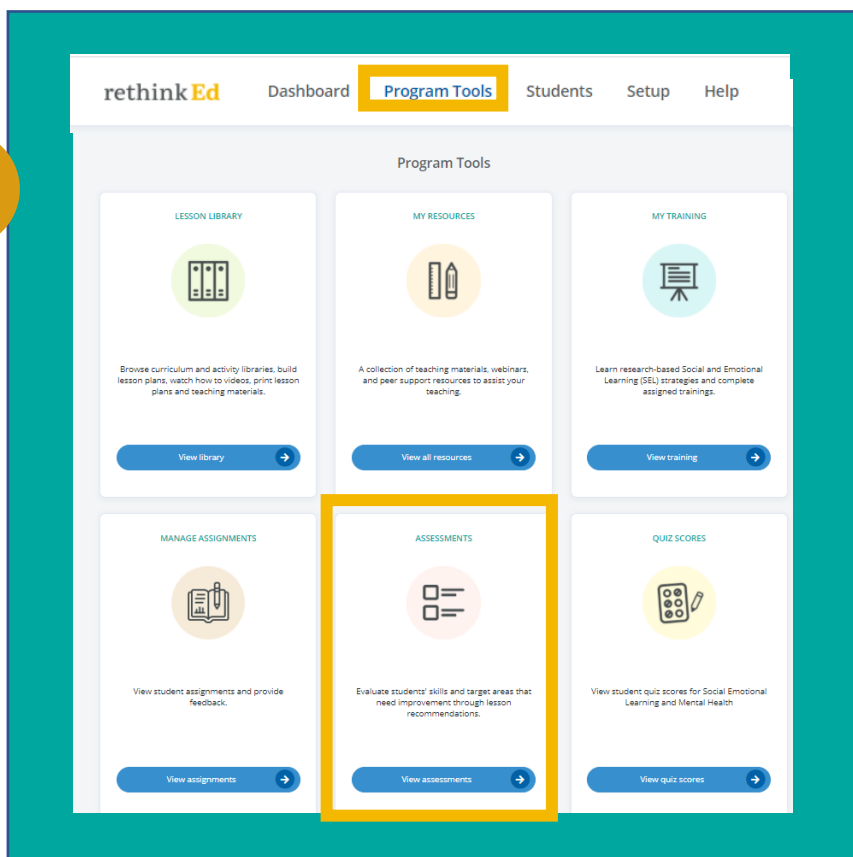 rethink Ed Dashboard Program Tools Students Setup Help
Program Tools
LESSON LIBRARY
Browse curriculum and activity libraries, build
lesson plans, watch how to videos, print lesson
plans and teaching materials.
View library
MY RESOURCES
A collection of teaching materials, webinars,
and peer support resources to assist your
teaching.
View all resources
MY TRAINING
Learn research-based Social and Emotional
Learning (SEL) strategies and complete
assigned trainings.
View training
MANAGE ASSIGNMENTS
View student assignments and provide
feedback.
View assignments
ASSESSMENTS
Evaluate students' skills and target areas that
need improvement through lesson
recommendations.
View assessments
QUIZ SCORES
View student quiz scores for Social Emotional
Learning and Mental Health
View quiz scores